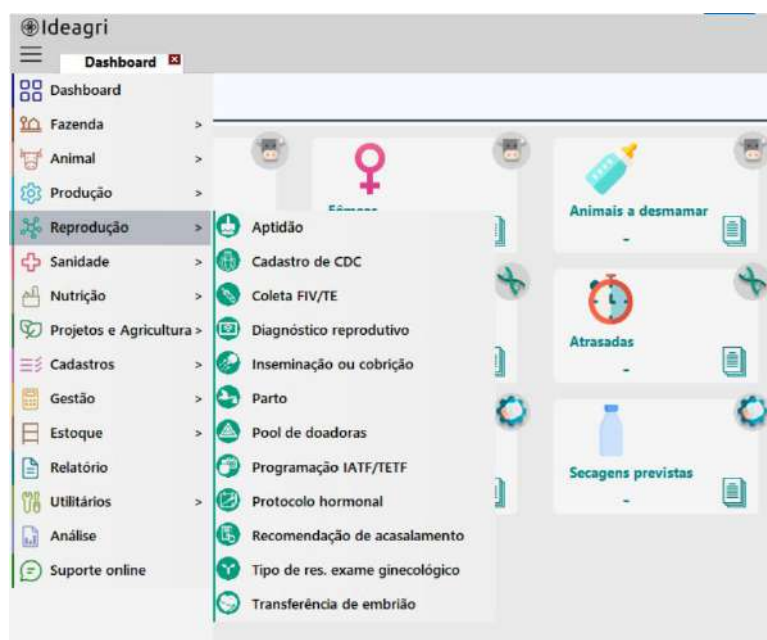 Ideagri
Dashboard
Dashboard
Fazenda >
Animal >
Produção >
Reprodução >
Sanidade >
Nutrição >
Projetos e Agricultura >
Cadastros >
Gestão >
Estoque >
Relatório
Utilitários >
Análise
Suporte online
Aptidão
Cadastro de CDC
Coleta FIV/TE
Diagnóstico reprodutivo
Inseminação ou cobrição
Parto
Pool de doadoras
Programação IATF/TETF
Protocolo hormonal
Recomendação de acasalamento
Tipo de res. exame ginecológico
Transferência de embrião
Fêmeas
Animais a desmamar
-
Atrasadas
-
Secagens previstas
-